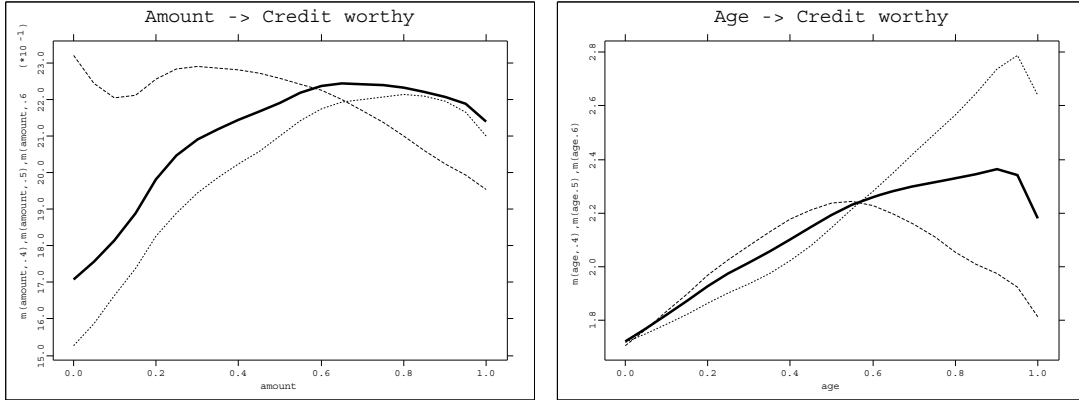 Amount -> Credit worthy
m(amount,.4),m(amount,.5),m(amount,.6 (*10 -1)
23.0
22.0
21.0
20.0
19.0
18.0
17.0
16.0
15.0
0.0 0.2 0.4 0.6 0.8 1.0
amount
Age -> Credit worthy
m(age,.4),m(age.5),m(age.6)
2.8
2.6
2.4
2.2
2.0
1.8
0.0 0.2 0.4 0.6 0.8 1.0
age